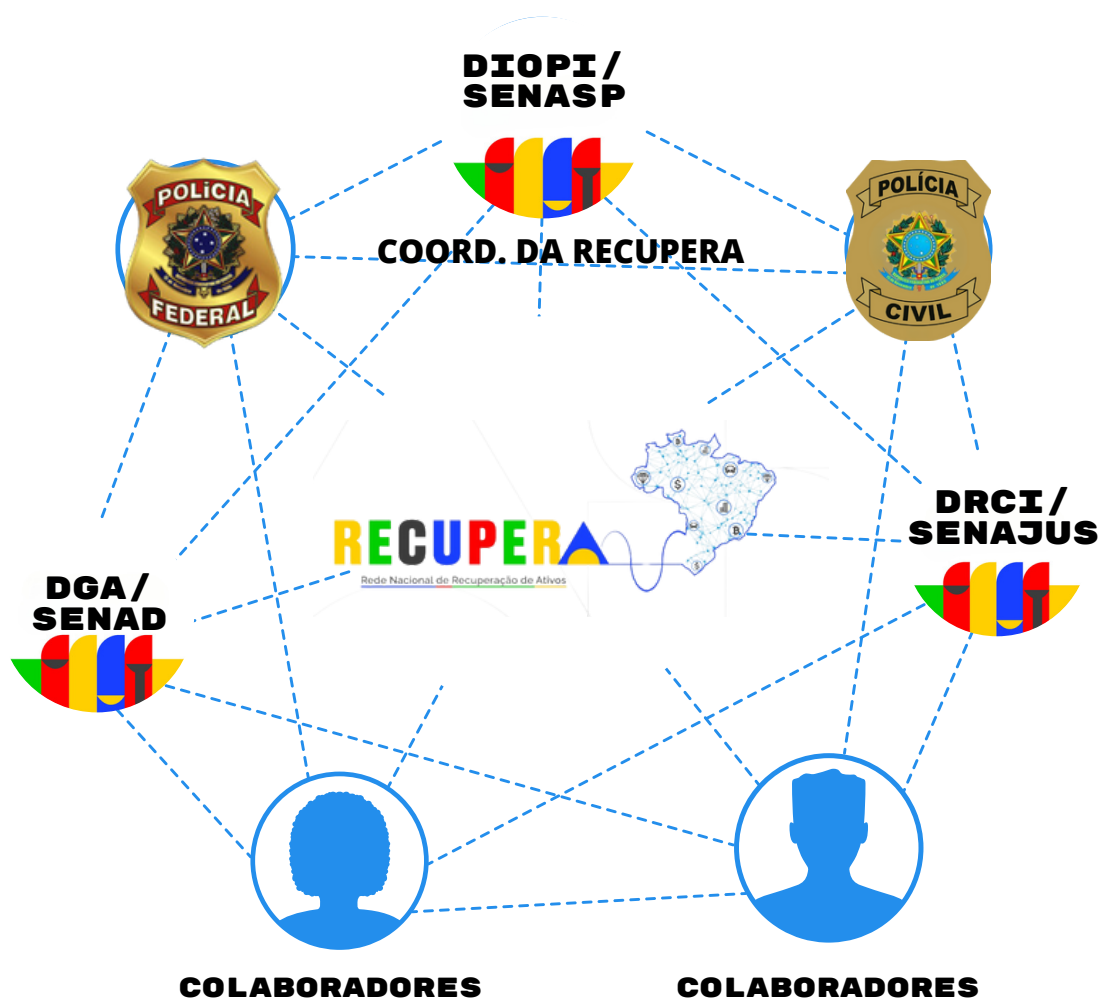 DIOPI/
SENASP
POLÍCIA
FEDERAL
POLÍCIA
CIVIL
COORD. DA RECUPERA
RECUPERA
Rede Nacional de Recuperação de Ativos
DRCI/
SENAJUS
DGA/
SENAD
COLABORADORES
COLABORADORES